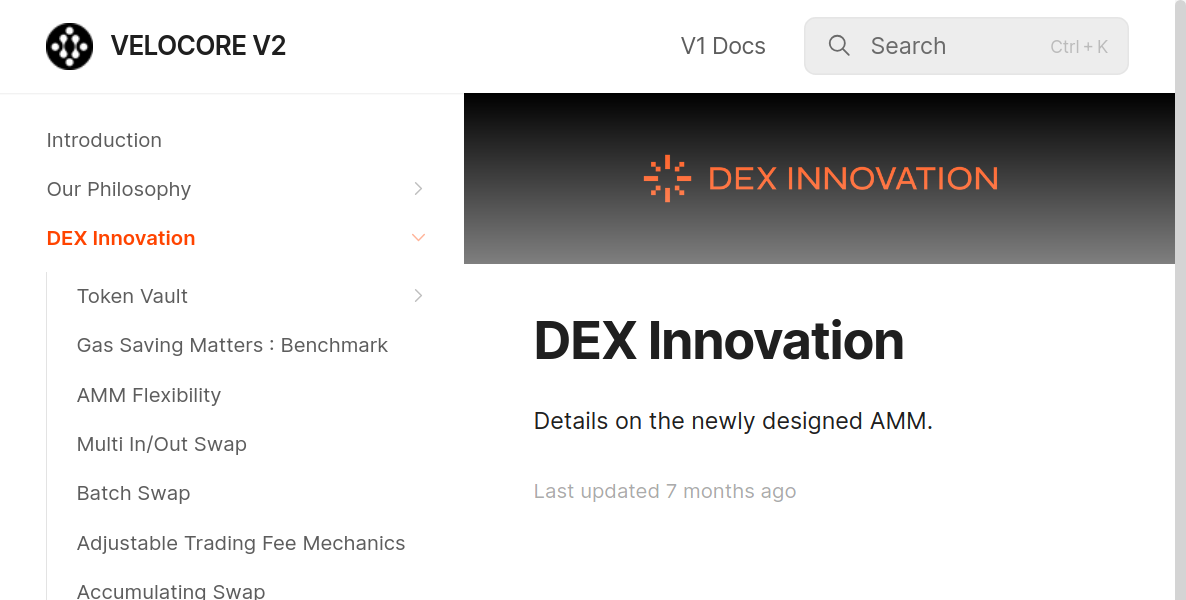 VELOCORE V2
V1 Docs
Search
Ctrl + K
Introduction
Our Philosophy
DEX Innovation
Token Vault
Gas Saving Matters : Benchmark
AMM Flexibility
Multi In/Out Swap
Batch Swap
Adjustable Trading Fee Mechanics
Accumulating Swap
DEX INNOVATION
DEX Innovation
Details on the newly designed AMM.
Last updated 7 months ago